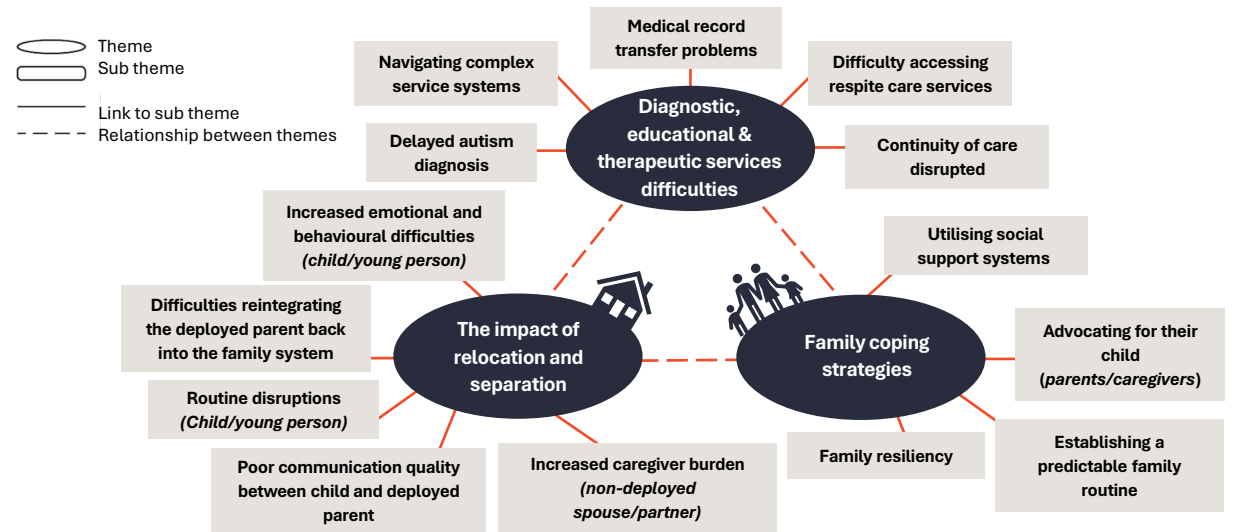 Theme
Sub theme
Link to sub theme
Relationship between themes
Medical record
transfer problems
Navigating complex
service systems
Difficulty accessing
respite care services
Delayed autism
diagnosis
Diagnostic,
educational &
therapeutic services
difficulties
Continuity of care
disrupted
Increased emotional and
behavioural difficulties
(child/young person)
Utilising social
support systems
Difficulties reintegrating
the deployed parent back
into the family system
The impact of
relocation and
separation
Family coping
strategies
Advocating for their
child
(parents/caregivers)
Routine disruptions
(Child/young person)
Poor communication quality
between child and deployed
parent
Increased caregiver burden
(non-deployed
spouse/partner)
Family resiliency
Establishing a
predictable family
routine